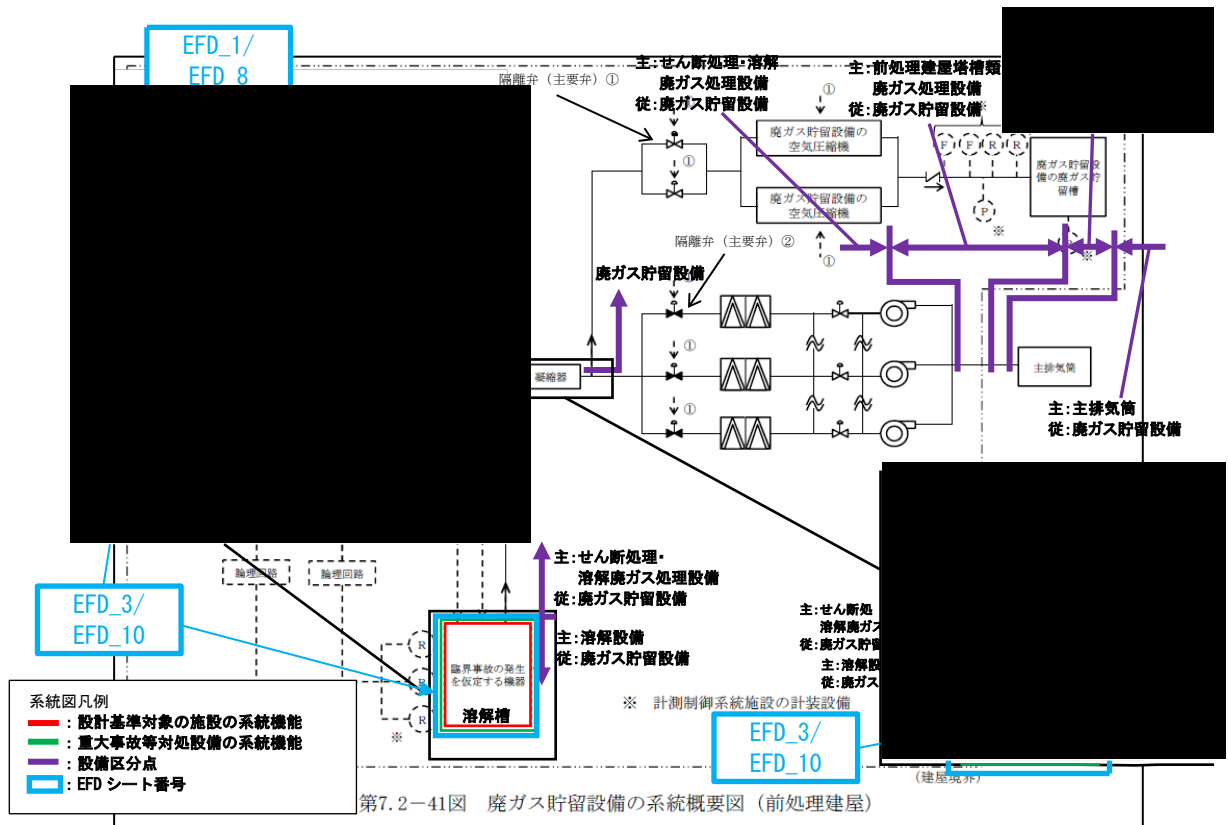 EFD_1/
EFD_8
隔離弁（主要弁）①
主：せん断処理・溶解
廃ガス処理設備
従：廃ガス貯留設備
①
主：前処理建屋塔槽類
廃ガス処理設備
従：廃ガス貯留設備
※
①
廃ガス貯留設備の
空気圧縮機
F
F
R
R
廃ガス貯留設
備の廃ガス貯
留槽
廃ガス貯留設備の
空気圧縮機
P
※
隔離弁（主要弁）②
①
※
廃ガス貯留設備
凝縮器
①
主排気筒
①
主：主排気筒
従：廃ガス貯留設備
論理回路
論理回路
主：せん断処理・
溶解廃ガス処理設備
従：廃ガス貯留設備
EFD_3/
EFD_10
主：溶解設備
従：廃ガス貯留設備
主：せん断処
溶解廃ガス
従：廃ガス貯
主：溶解設
従：廃ガス
R
R
R
※
臨界事故の発生
を仮定する機器
溶解槽
※　計測制御系統施設の計装設備
EFD_3/
EFD_10
（建屋境界）
系統図凡例
：設計基準対象の施設の系統機能
：重大事故等対処設備の系統機能
：設備区分点
：EFDシート番号
第7.2－41図　廃ガス貯留設備の系統概要図（前処理建屋）